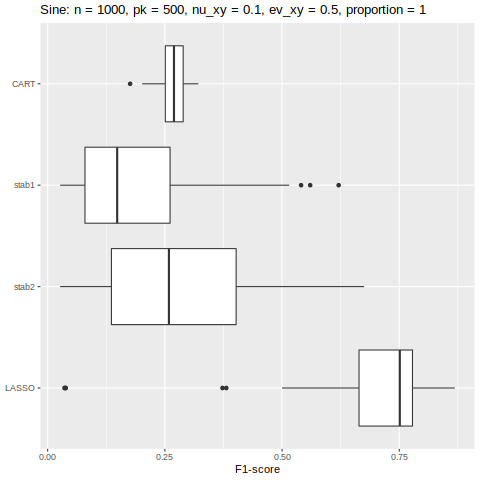 Sine: n = 1000, pk = 500, nu_xy = 0.1, ev_xy = 0.5, proportion = 1
CART
stab1
stab2
LASSO
0.00 0.25 0.50 0.75
F1-score